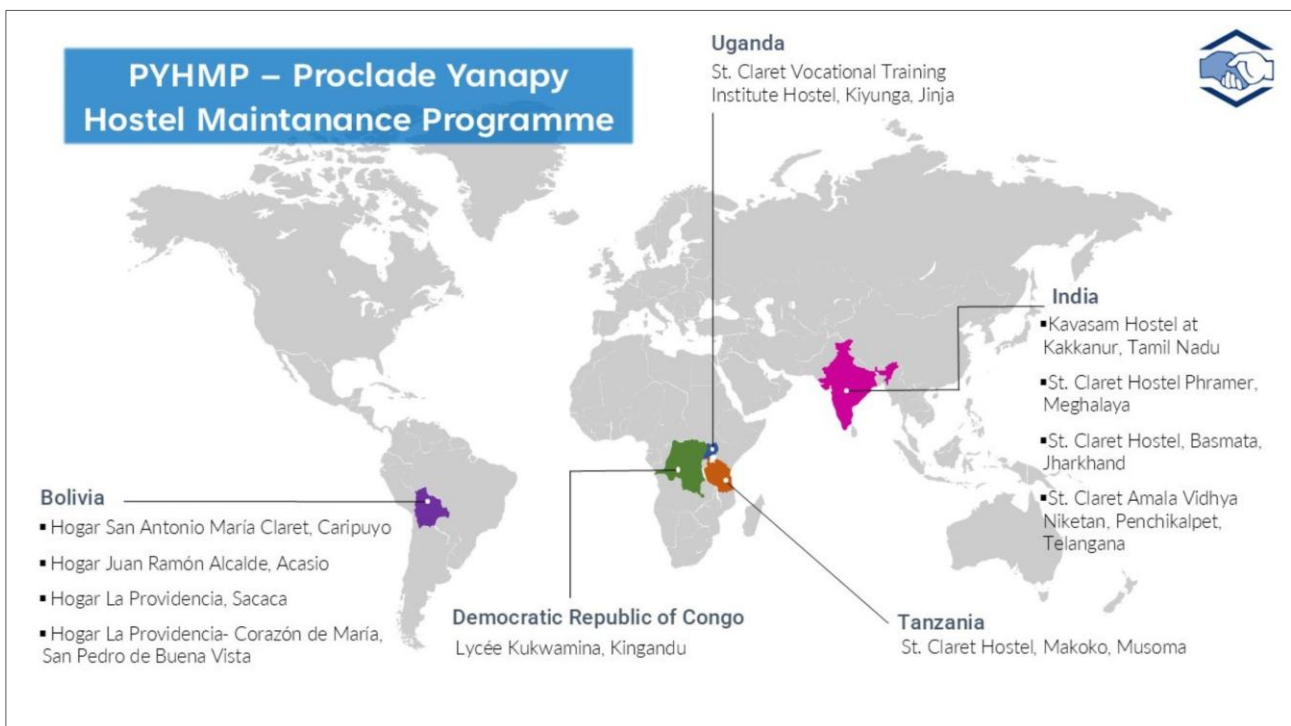 PYHMP – Proclade Yanapy
Hostel Maintanance Programme
Uganda
St. Claret Vocational Training
Institute Hostel, Kiyunga, Jinja
India
▪Kavasam Hostel at
Kakkanur, Tamil Nadu
▪St. Claret Hostel Phramer,
Meghalaya
▪St. Claret Hostel, Basmata,
Jharkhand
▪St. Claret Amala Vidhya
Niketan, Penchikalpet,
Telangana
Bolivia
▪ Hogar San Antonio María Claret, Caripuyo
▪ Hogar Juan Ramón Alcalde, Acasio
▪ Hogar La Providencia, Sacaca
▪ Hogar La Providencia- Corazón de María,
San Pedro de Buena Vista
Democratic Republic of Congo
Lycée Kukwamina, Kingandu
Tanzania
St. Claret Hostel, Makoko, Musoma